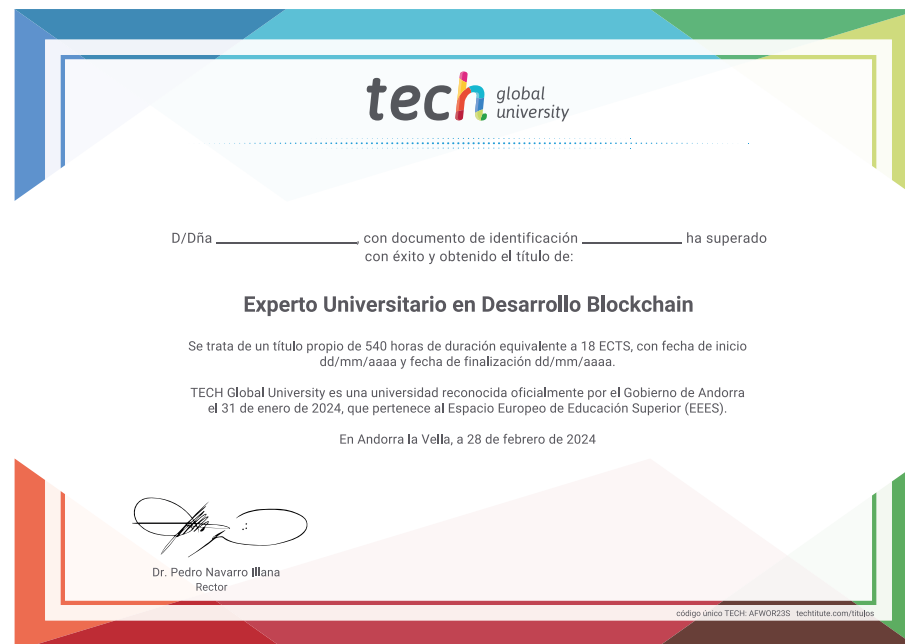 tech global university
D/Dña ____________________, con documento de identificación ______________ ha superado
con éxito y obtenido el título de:
Experto Universitario en Desarrollo Blockchain
Se trata de un título propio de 540 horas de duración equivalente a 18 ECTS, con fecha de inicio
dd/mm/aaaa y fecha de finalización dd/mm/aaaa.
TECH Global University es una universidad reconocida oficialmente por el Gobierno de Andorra
el 31 de enero de 2024, que pertenece al Espacio Europeo de Educación Superior (EEES).
En Andorra la Vella, a 28 de febrero de 2024
Dr. Pedro Navarro Illana
Rector
código único TECH: AFWOR23S techtitute.com/titulos